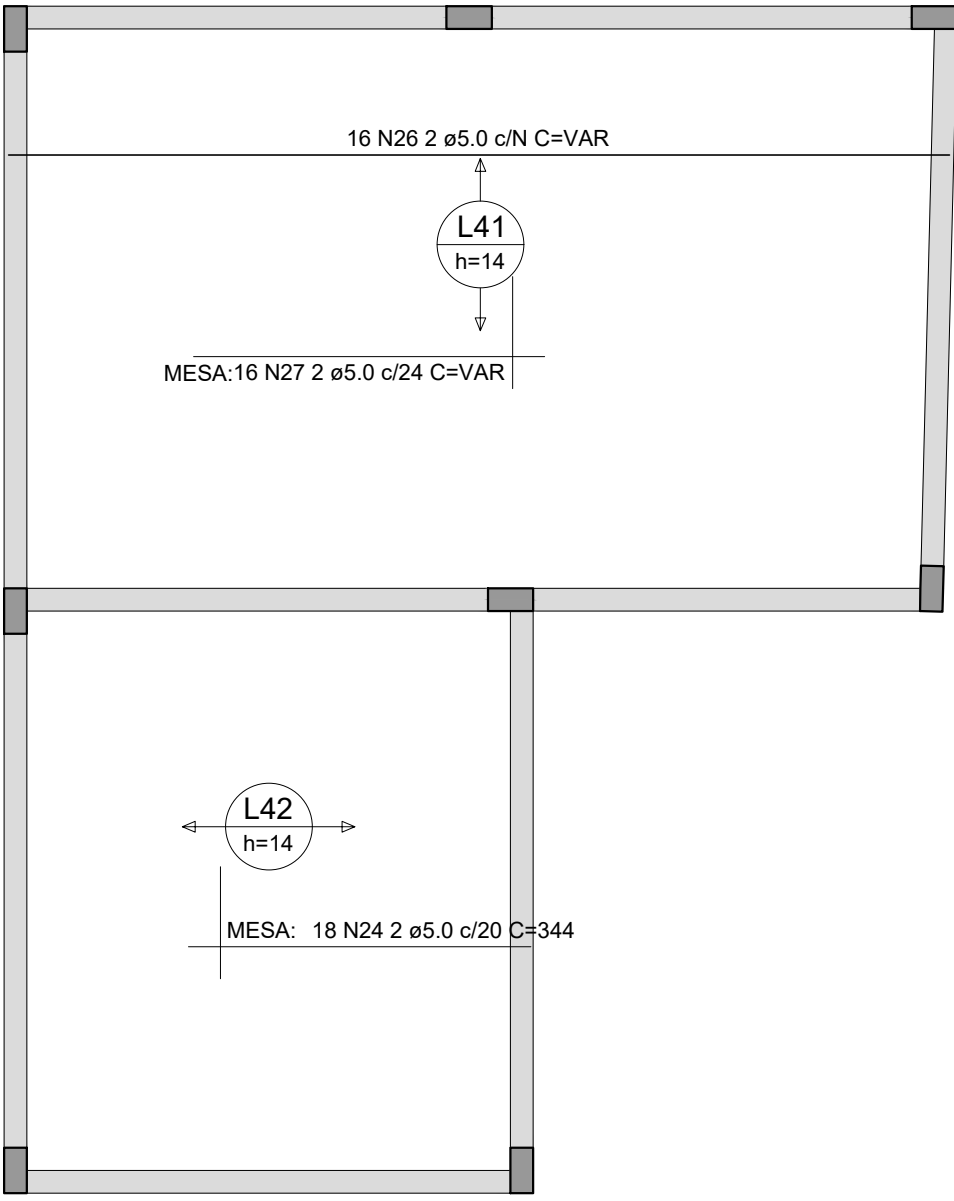 16 N26 2 ø5.0 c/N C=VAR
L41
h=14
MESA:16 N27 2 ø5.0 c/24 C=VAR
L42
h=14
MESA: 18 N24 2 ø5.0 c/20 C=344